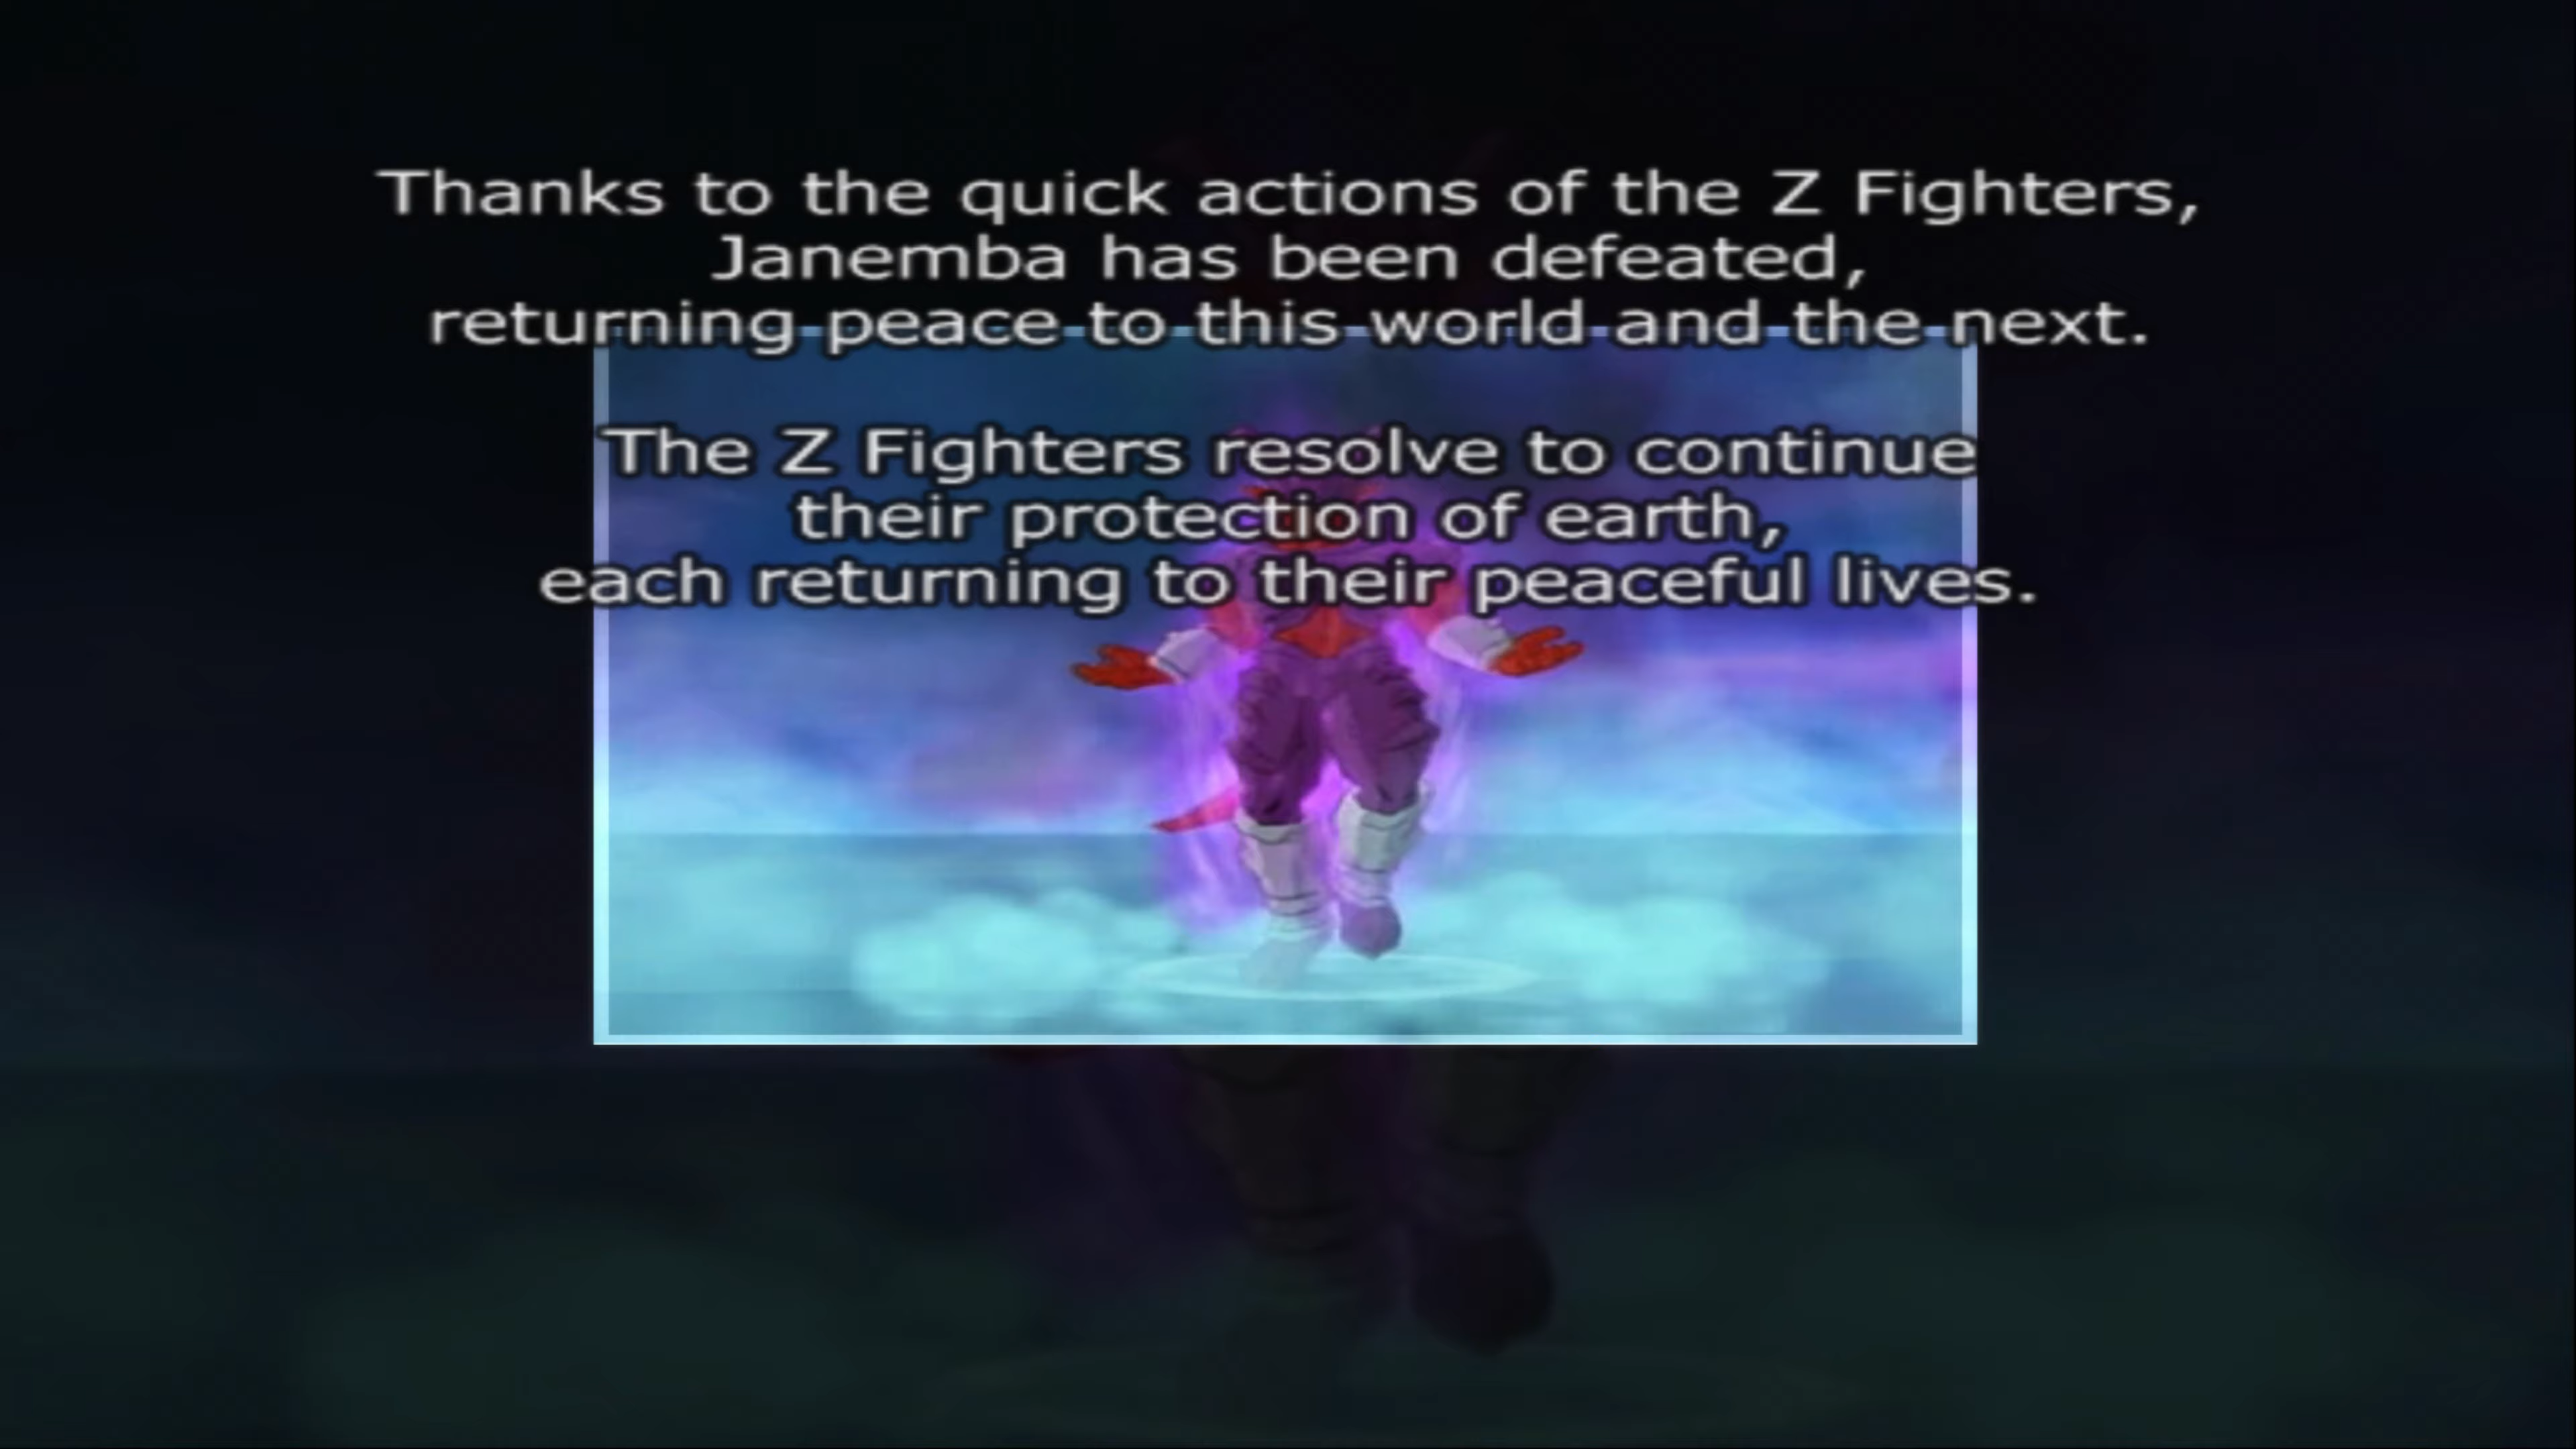 Thanks to the quick actions of the Z Fighters,
Janemba has been defeated,
returning peace to this world and the next.
The Z Fighters resolve to continue
their protection of earth,
each returning to their peaceful lives.